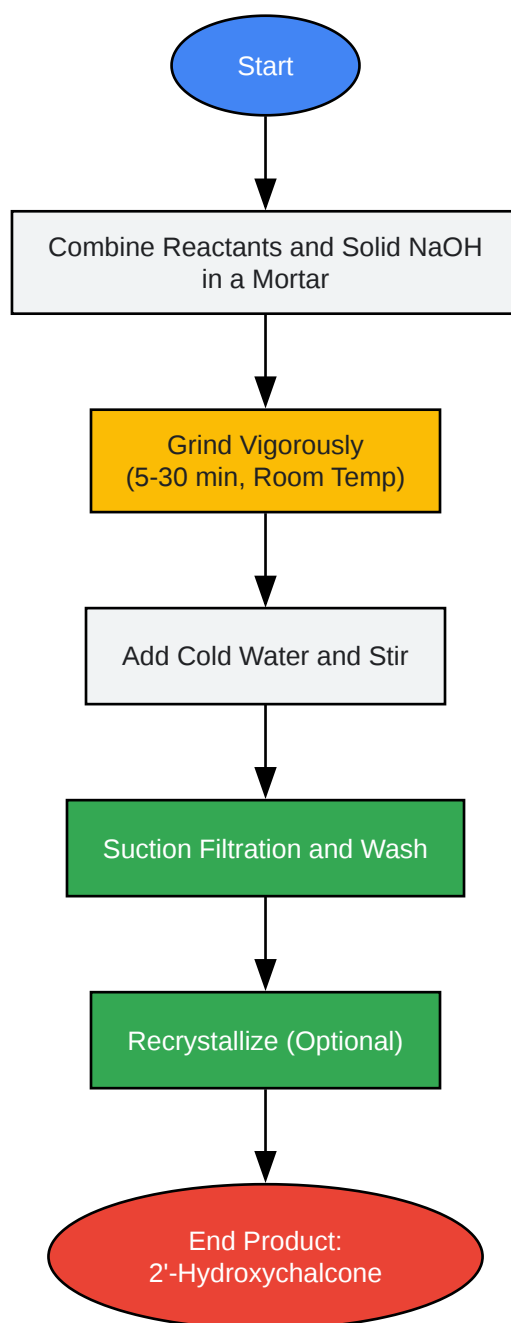 Start
Combine Reactants and Solid NaOH
in a Mortar
Grind Vigorously
(5-30 min, Room Temp)
Add Cold Water and Stir
Suction Filtration and Wash
Recrystallize (Optional)
End Product:
2'-Hydroxychalcone